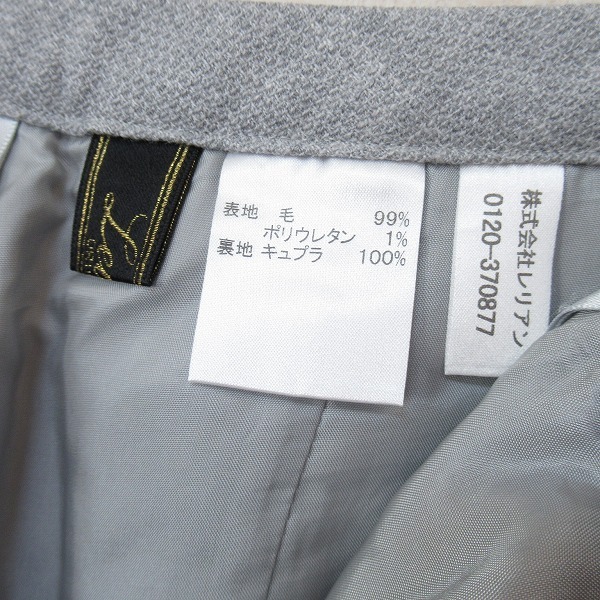 表地 毛 99%
ポリウレタン 1%
裏地 キュプラ 100%
株式会社レリアン
0120-370877